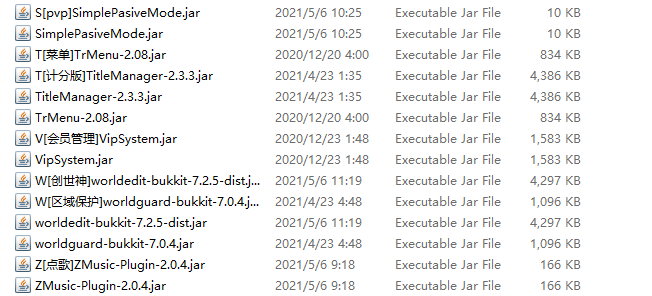 S[pvp]SimplePasiveMode.jar 2021/5/6 10:25 Executable Jar File 10 KB
SimplePasiveMode.jar 2021/5/6 10:25 Executable Jar File 10 KB
T[菜单]TrMenu-2.08.jar 2020/12/20 4:00 Executable Jar File 834 KB
T[计分版]TitleManager-2.3.3.jar 2021/4/23 1:35 Executable Jar File 4,386 KB
TitleManager-2.3.3.jar 2021/4/23 1:35 Executable Jar File 4,386 KB
TrMenu-2.08.jar 2020/12/20 4:00 Executable Jar File 834 KB
V[会员管理]VipSystem.jar 2020/12/23 1:48 Executable Jar File 1,583 KB
VipSystem.jar 2020/12/23 1:48 Executable Jar File 1,583 KB
W[创世神]worldedit-bukkit-7.2.5-dist.j... 2021/5/6 11:19 Executable Jar File 4,297 KB
W[区域保护]worldguard-bukkit-7.0.4.j... 2021/4/23 4:48 Executable Jar File 1,096 KB
worldedit-bukkit-7.2.5-dist.jar 2021/5/6 11:19 Executable Jar File 4,297 KB
worldguard-bukkit-7.0.4.jar 2021/4/23 4:48 Executable Jar File 1,096 KB
Z[点歌]ZMusic-Plugin-2.0.4.jar 2021/5/6 9:18 Executable Jar File 166 KB
ZMusic-Plugin-2.0.4.jar 2021/5/6 9:18 Executable Jar File 166 KB